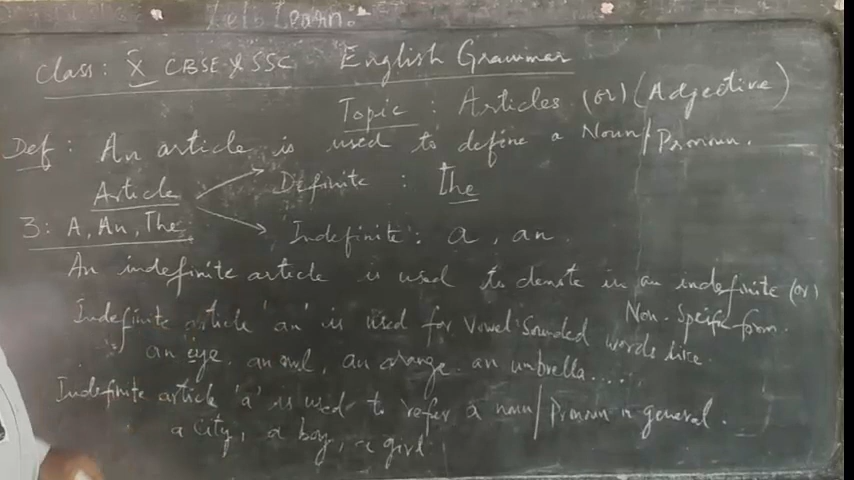 Let's Learn.
Class: X CBSE & SSC English Grammar
Topic : Articles (or) (Adjective)
Def : An article is used to define a Noun/Pronoun.
Article Definite : The
3: A, An, The Indefinite : a, an.
An indefinite article is used to denote in an indefinite (or)
Non-Specific form.
Indefinite article 'an' is used for vowel sounded words like
an eye, an owl, an orange, an umbrella....
Indefinite article 'a' is used to refer a noun/Pronoun in general.
a City, a boy, a girl